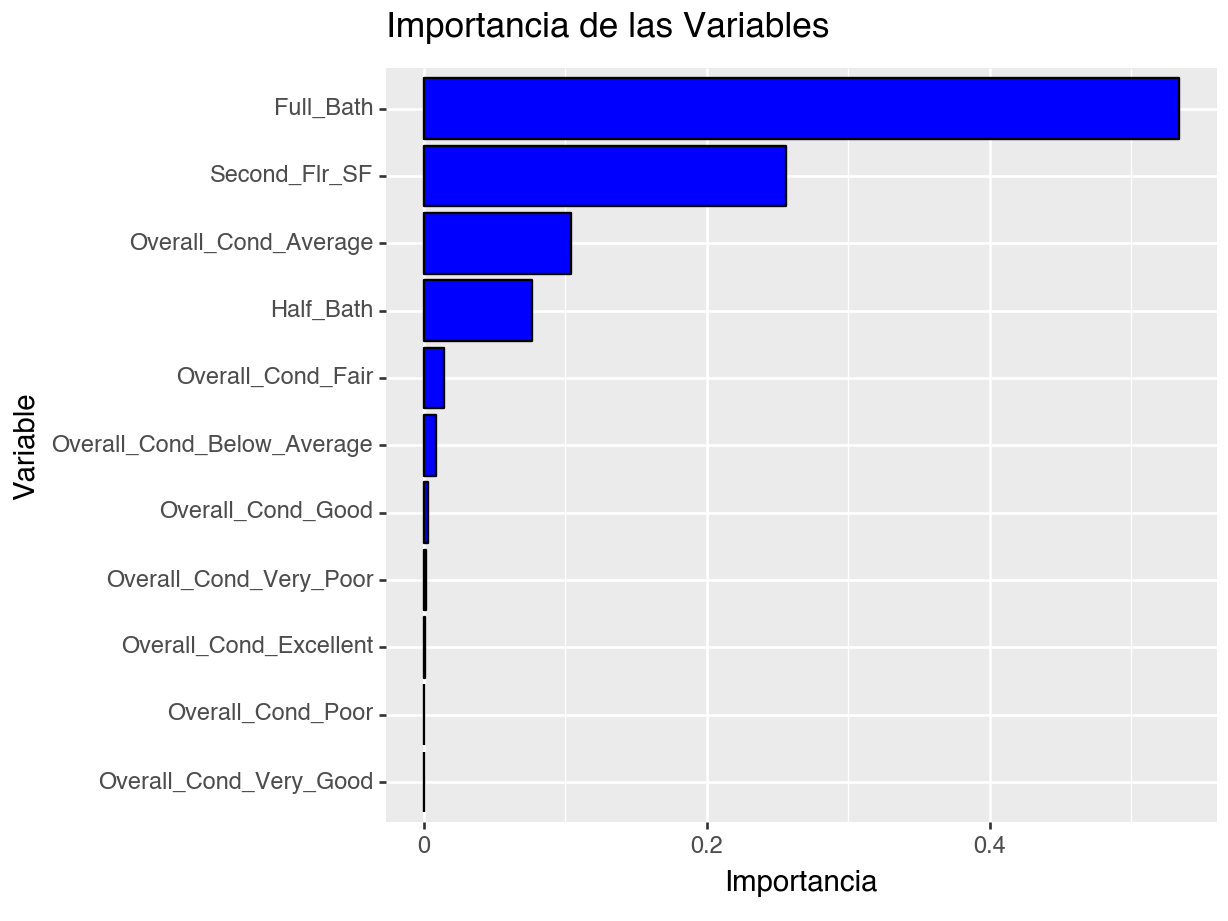 Importancia de las Variables
Full_Bath
Second_Flr_SF
Overall_Cond_Average
Half_Bath
Overall_Cond_Fair
Overall_Cond_Below_Average
Overall_Cond_Good
Overall_Cond_Very_Poor
Overall_Cond_Excellent
Overall_Cond_Poor
Overall_Cond_Very_Good
Variable
0 0.2 0.4
Importancia